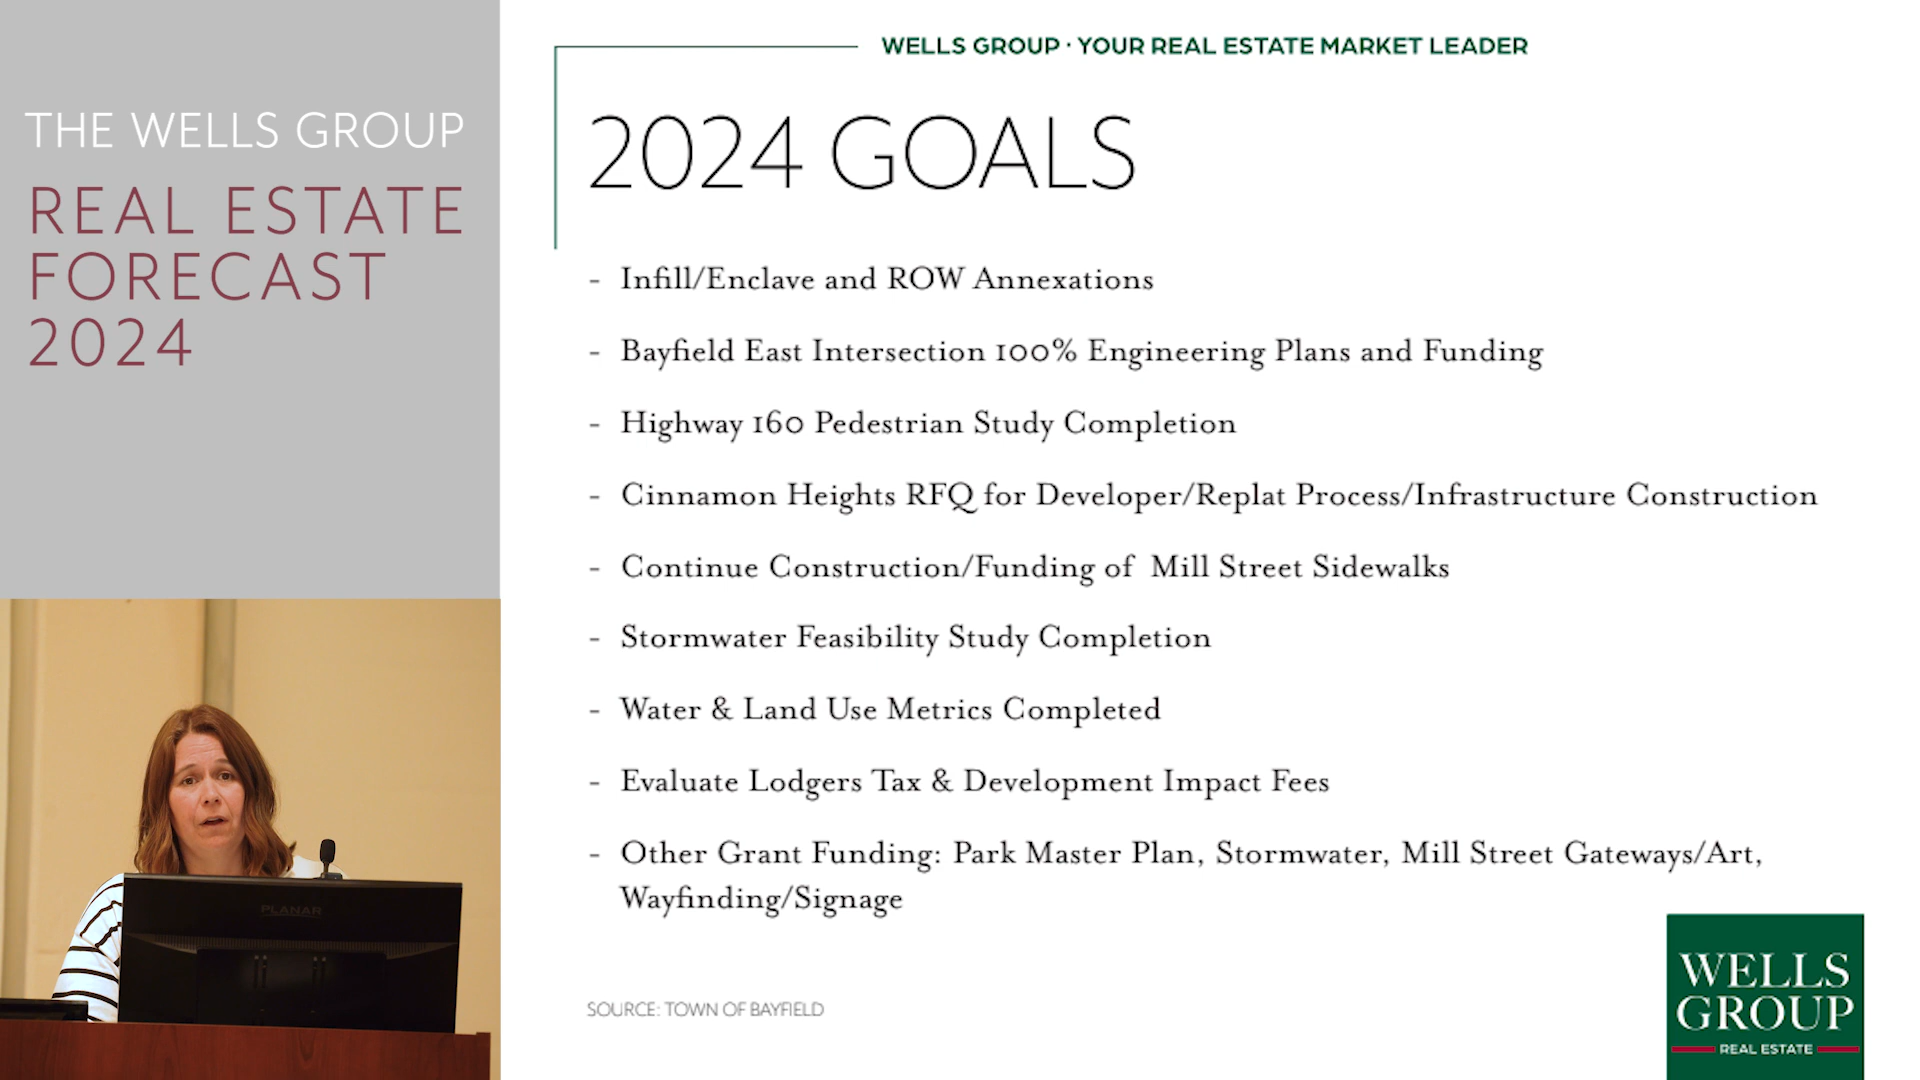 THE WELLS GROUP
REAL ESTATE
FORECAST
2024
WELLS GROUP · YOUR REAL ESTATE MARKET LEADER
2024 GOALS
- Infill/Enclave and ROW Annexations
- Bayfield East Intersection 100% Engineering Plans and Funding
- Highway 160 Pedestrian Study Completion
- Cinnamon Heights RFQ for Developer/Replat Process/Infrastructure Construction
- Continue Construction/Funding of Mill Street Sidewalks
- Stormwater Feasibility Study Completion
- Water & Land Use Metrics Completed
- Evaluate Lodgers Tax & Development Impact Fees
- Other Grant Funding: Park Master Plan, Stormwater, Mill Street Gateways/Art,
Wayfinding/Signage
SOURCE: TOWN OF BAYFIELD
WELLS
GROUP
REAL ESTATE
PLANAR